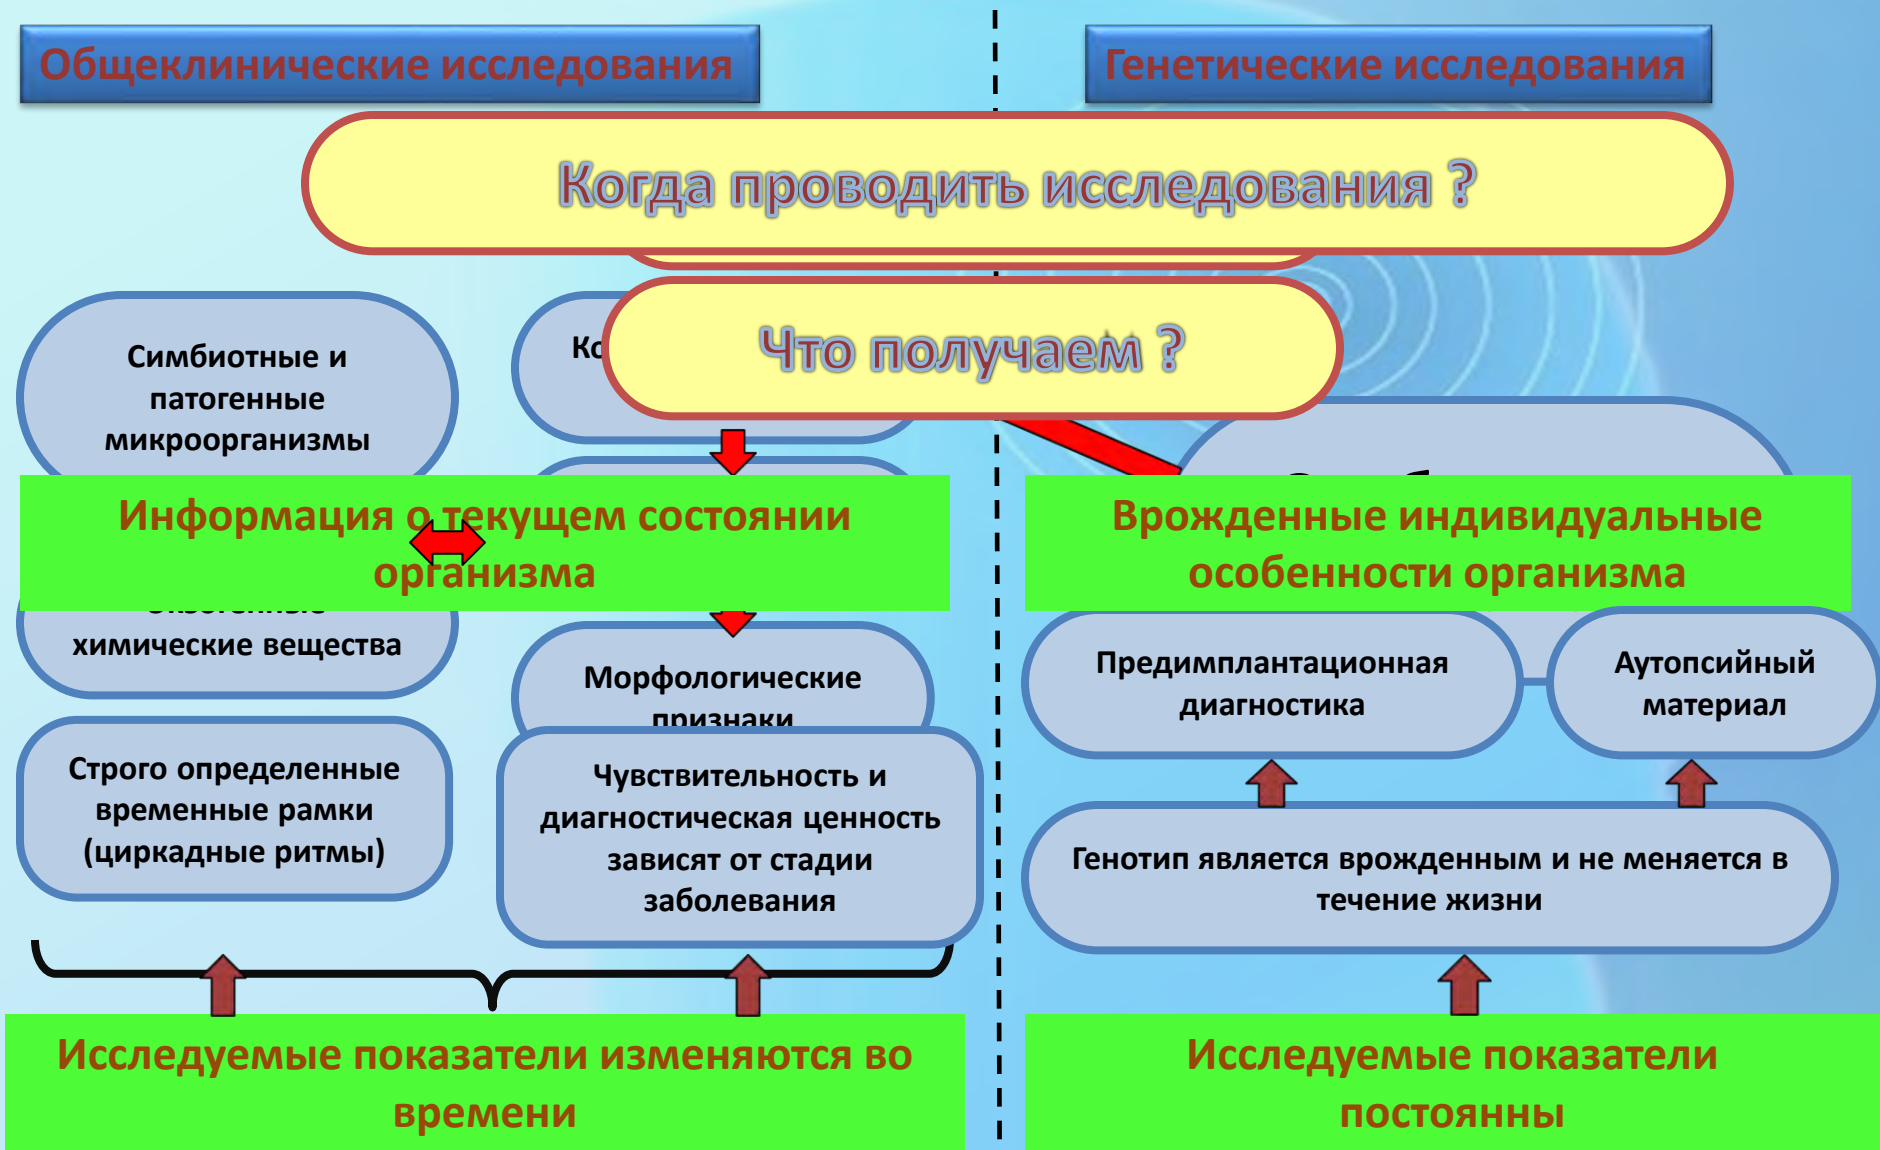 Общеклинические исследования
Генетические исследования
Когда проводить исследования ?
Что получаем ?
Симбиотные и
патогенные
микроорганизмы
Информация о текущем состоянии
организма
химические вещества
Морфологические
признаки
Строго определенные
временные рамки
(циркадные ритмы)
Чувствительность и
диагностическая ценность
зависят от стадии
заболевания
Исследуемые показатели изменяются во
времени
Врожденные индивидуальные
особенности организма
Предимплантационная
диагностика
Аутопсийный
материал
Генотип является врожденным и не меняется в
течение жизни
Исследуемые показатели
постоянны